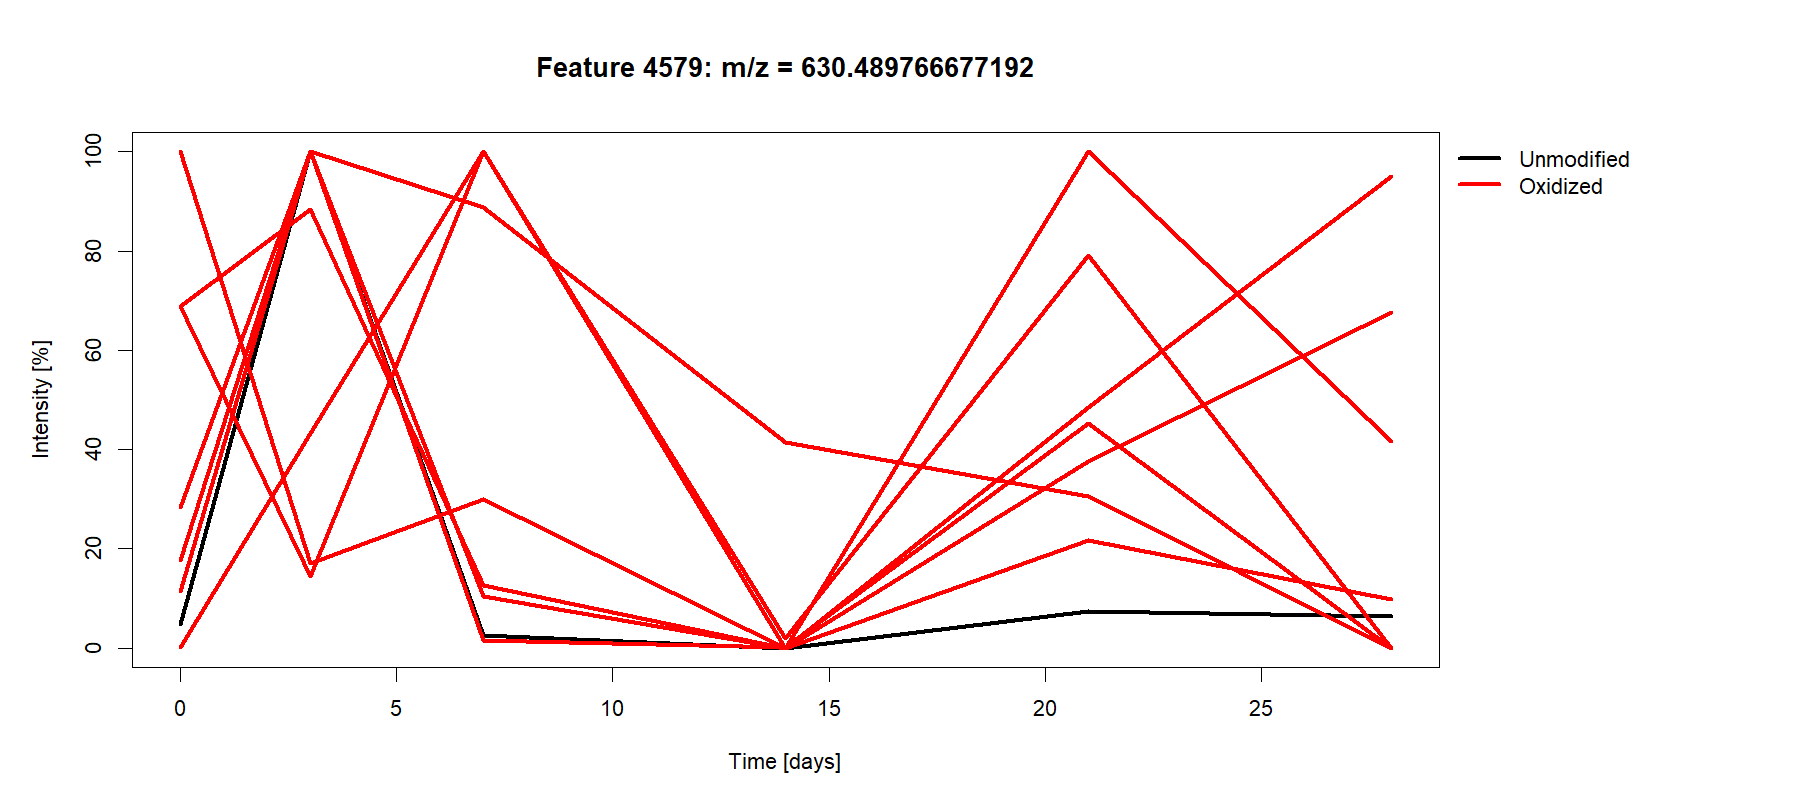 Feature 4579: m/z = 630.489766677192
100
80
60
40
20
0
Intensity [%]
0 5 10 15 20 25
Time [days]
Unmodified
Oxidized